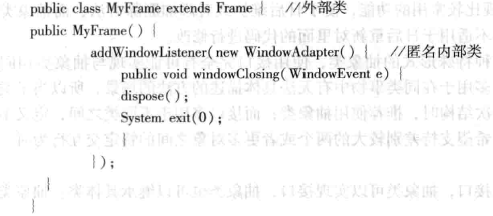 public class MyFrame extends Frame {    //外部类
public MyFrame() {
addWindowListener(new WindowAdapter() {    //匿名内部类
public void windowClosing(WindowEvent e) {
dispose();
System. exit(0);
}
});
}
}